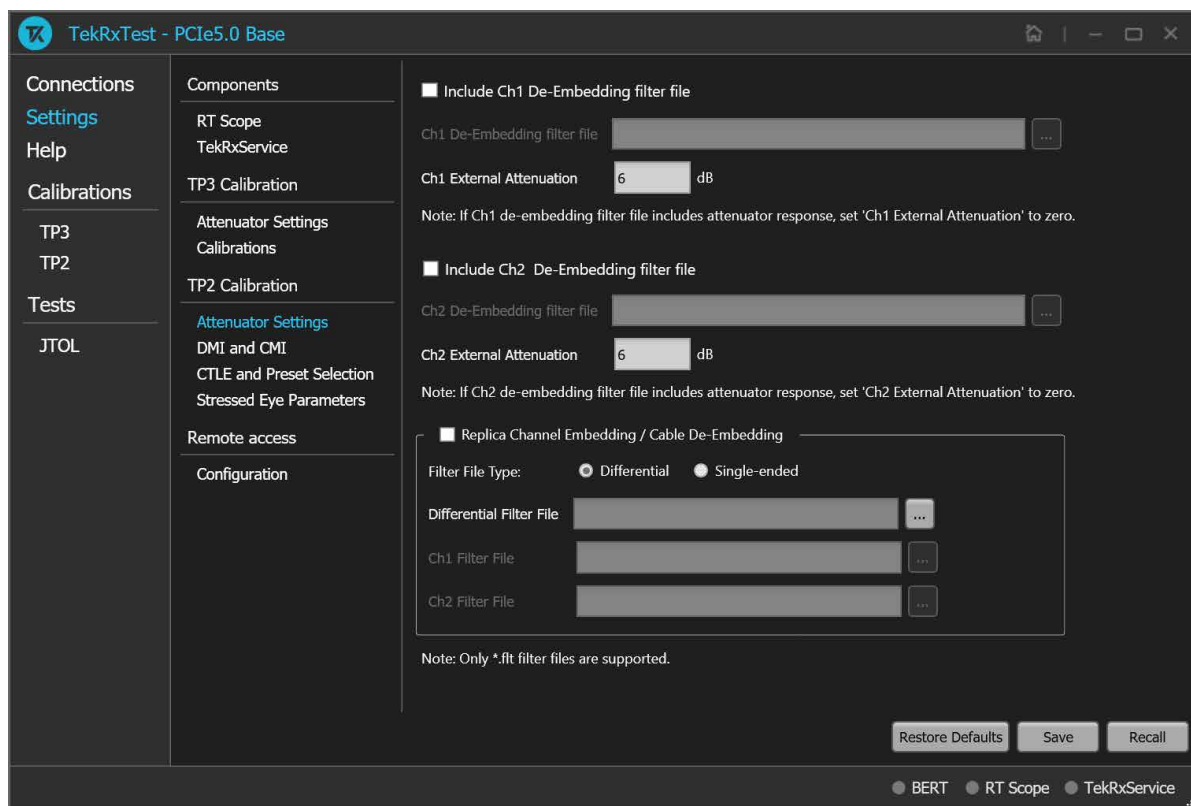 TekRxTest - PCIe5.0 Base
Connections
Settings
Help
Calibrations
TP3
TP2
Tests
JTOL
Components
RT Scope
TekRxService
TP3 Calibration
Attenuator Settings
Calibrations
TP2 Calibration
Attenuator Settings
DMI and CMI
CTLE and Preset Selection
Stressed Eye Parameters
Remote access
Configuration
Include Ch1 De-Embedding filter file
Ch1 De-Embedding filter file ...
Ch1 External Attenuation 6 dB
Note: If Ch1 de-embedding filter file includes attenuator response, set 'Ch1 External Attenuation' to zero.
Include Ch2  De-Embedding filter file
Ch2 De-Embedding filter file ...
Ch2 External Attenuation 6 dB
Note: If Ch2 de-embedding filter file includes attenuator response, set 'Ch2 External Attenuation' to zero.
Replica Channel Embedding / Cable De-Embedding
Filter File Type: Differential Single-ended
Differential Filter File ...
Ch1 Filter File ...
Ch2 Filter File ...
Note: Only *.flt filter files are supported.
Restore Defaults Save Recall
BERT RT Scope TekRxService